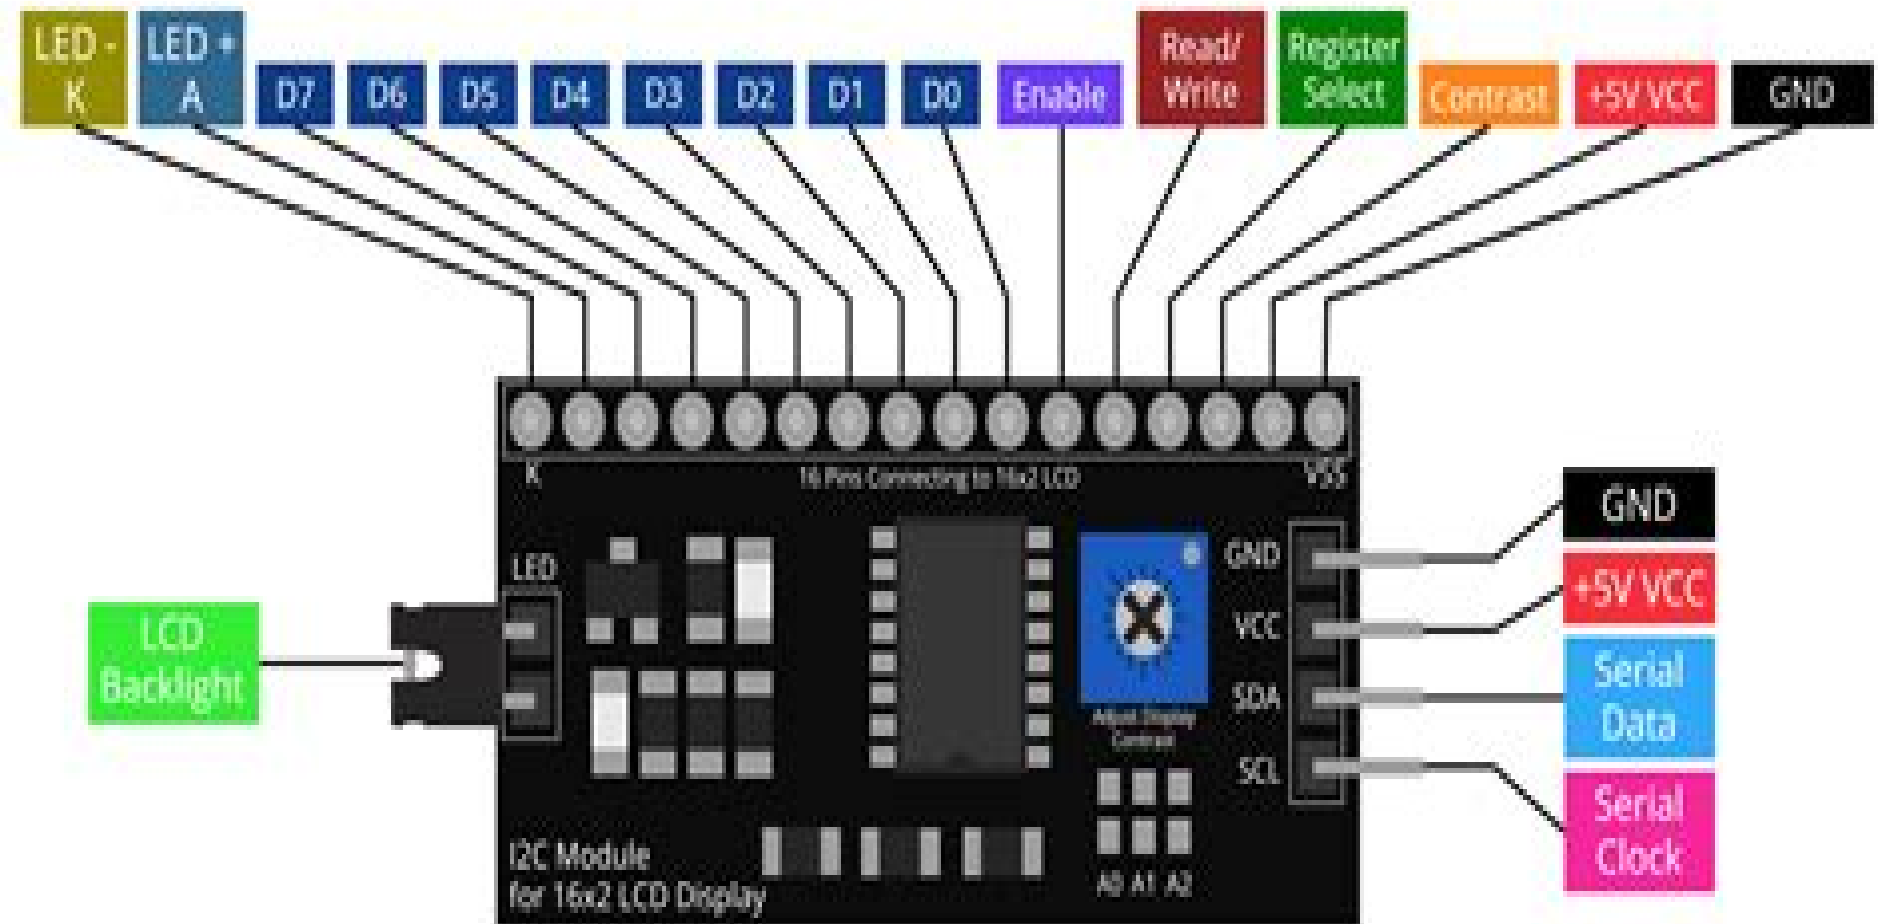 LED -
K
LED +
A
D7
D6
D5
D4
D3
D2
D1
D0
Enable
Read/
Write
Register
Select
Contrast
+5V VCC
GND
K
16 Pins Connecting to 16x2 LCD
VSS
LED
LCD
Backlight
GND
VCC
SDA
SCL
GND
+5V VCC
Serial
Data
Serial
Clock
Adjust Display
Contrast
A0 A1 A2
I2C Module
for 16x2 LCD Display